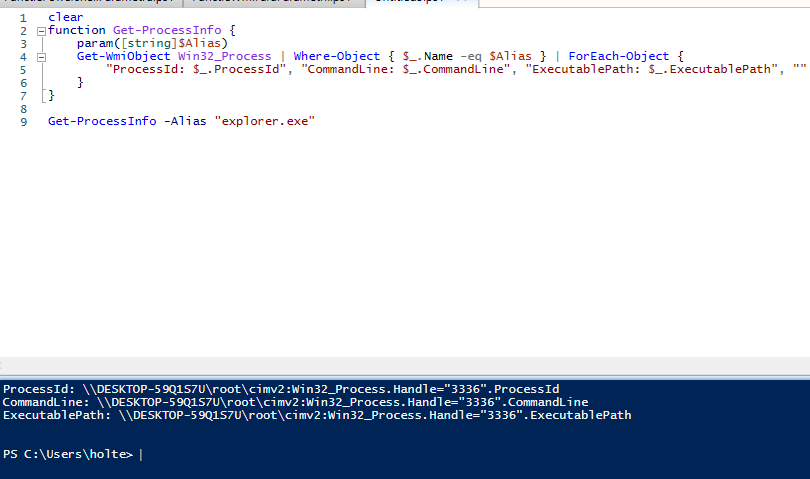 1 clear
2 function Get-ProcessInfo {
3 param([string]$Alias)
4 Get-WmiObject Win32_Process | Where-Object { $_.Name -eq $Alias } | ForEach-Object {
5 "ProcessId: $_.ProcessId", "CommandLine: $_.CommandLine", "ExecutablePath: $_.ExecutablePath", ""
6 }
7 }
8
9 Get-ProcessInfo -Alias "explorer.exe"
ProcessId: \\DESKTOP-59Q1S7U\root\cimv2:Win32_Process.Handle="3336".ProcessId
CommandLine: \\DESKTOP-59Q1S7U\root\cimv2:Win32_Process.Handle="3336".CommandLine
ExecutablePath: \\DESKTOP-59Q1S7U\root\cimv2:Win32_Process.Handle="3336".ExecutablePath
PS C:\Users\holte>